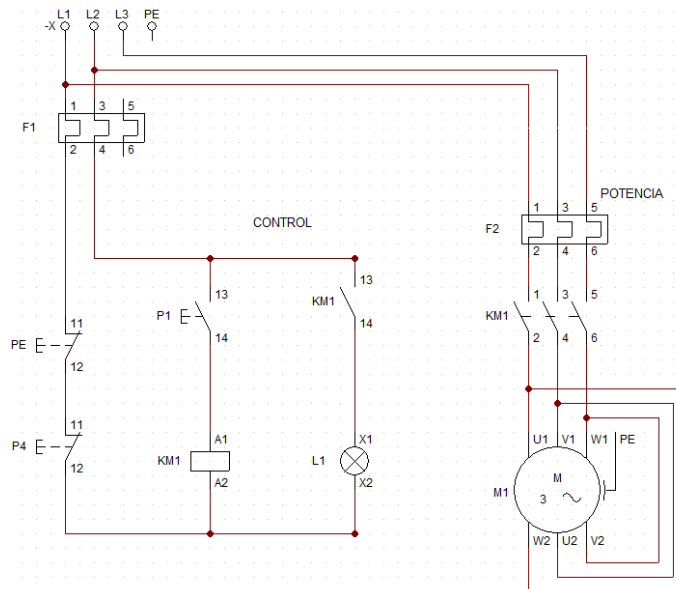 L1 L2 L3 PE
-X
1 3 5
F1
2 4 6
POTENCIA
CONTROL
1 3 5
F2
2 4 6
13
P1
14
13
KM1
14
1 3 5
KM1
2 4 6
11
PE
12
11
P4
12
A1
KM1
A2
X1
L1
X2
U1 V1 W1 PE
M
M1
3
W2 U2 V2